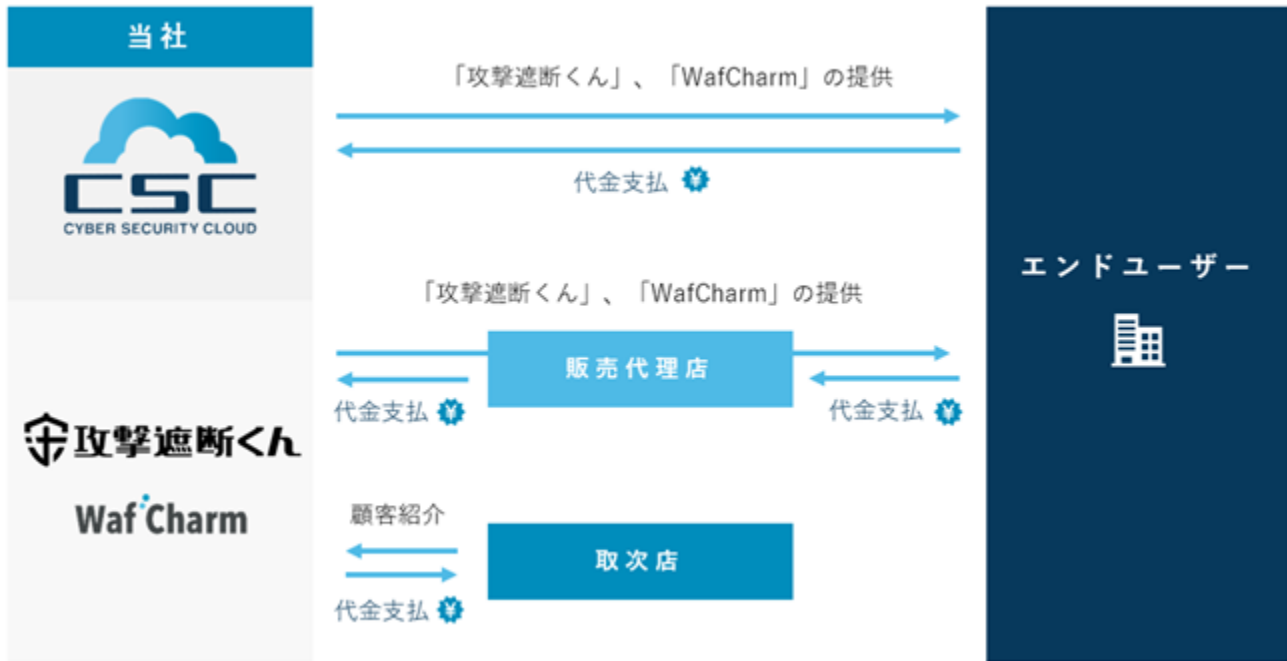 当社
CSC
CYBER SECURITY CLOUD
攻撃遮断くん
WafCharm
「攻撃遮断くん」、「WafCharm」の提供
代金支払 ¥
「攻撃遮断くん」、「WafCharm」の提供
販売代理店
代金支払 ¥
代金支払 ¥
顧客紹介
取次店
代金支払 ¥
エンドユーザー